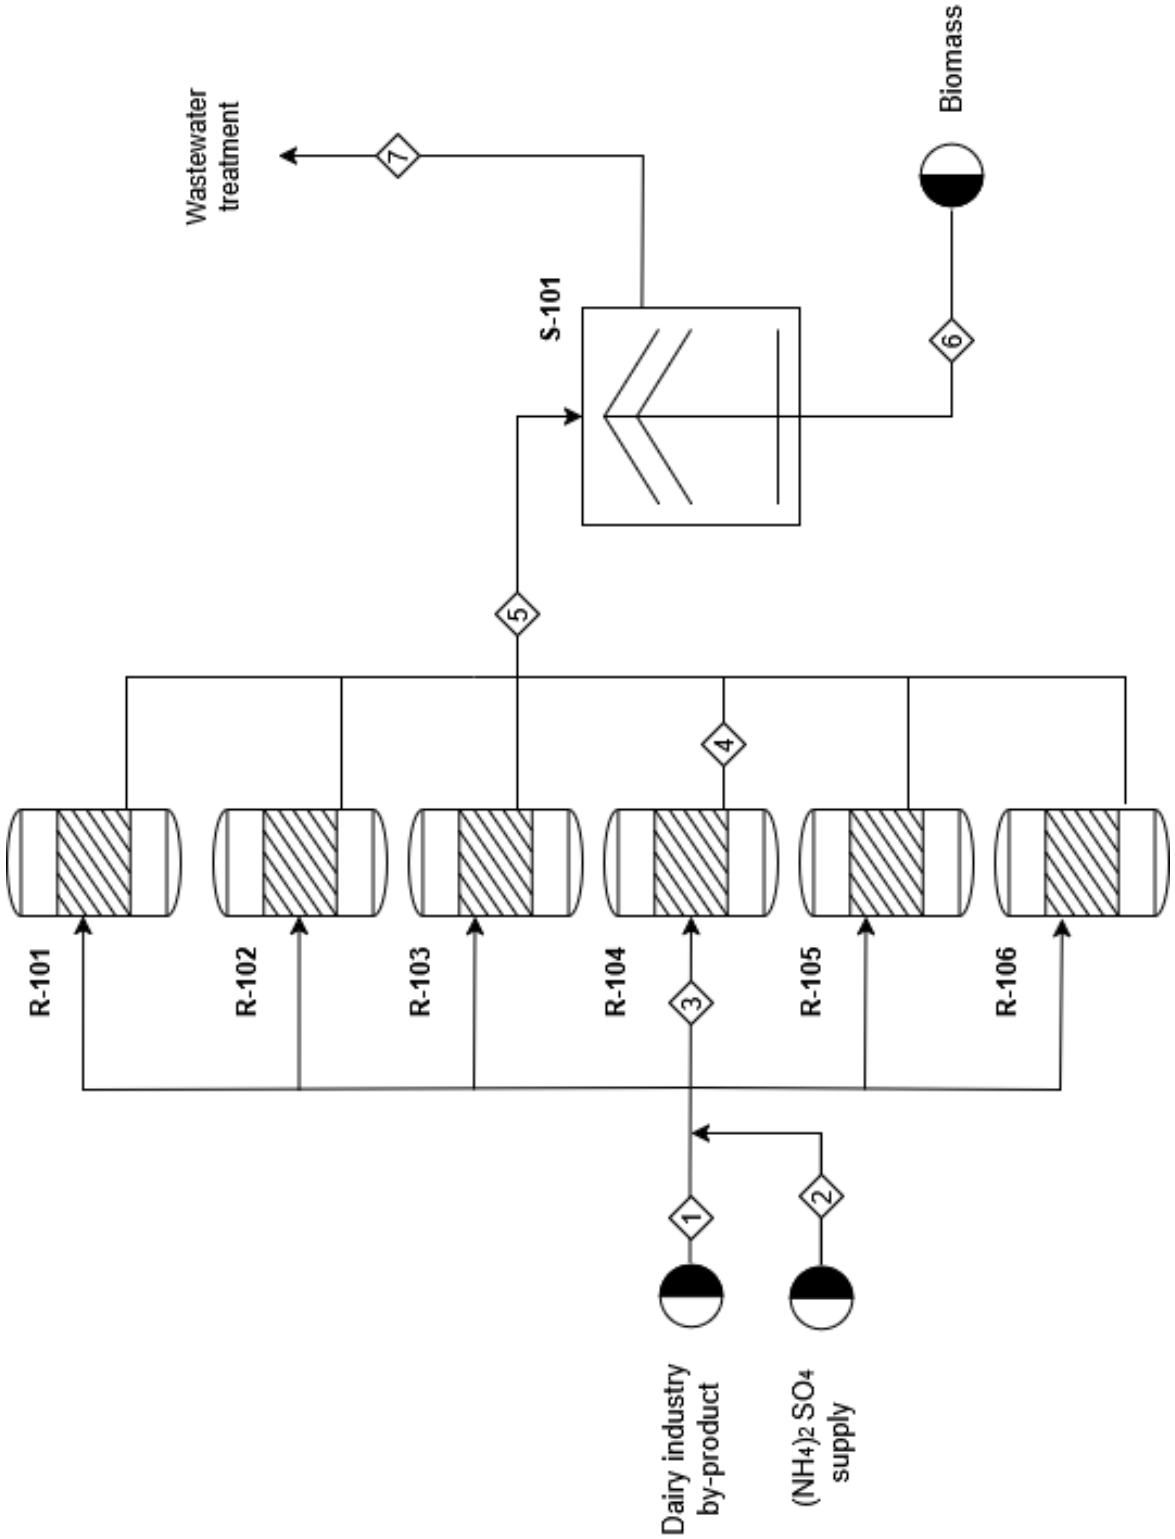 Dairy industry
by-product
(NH4)2 SO4
supply
1
2
3
R-101
R-102
R-103
R-104
R-105
R-106
4
5
S-101
6
7
Wastewater
treatment
Biomass